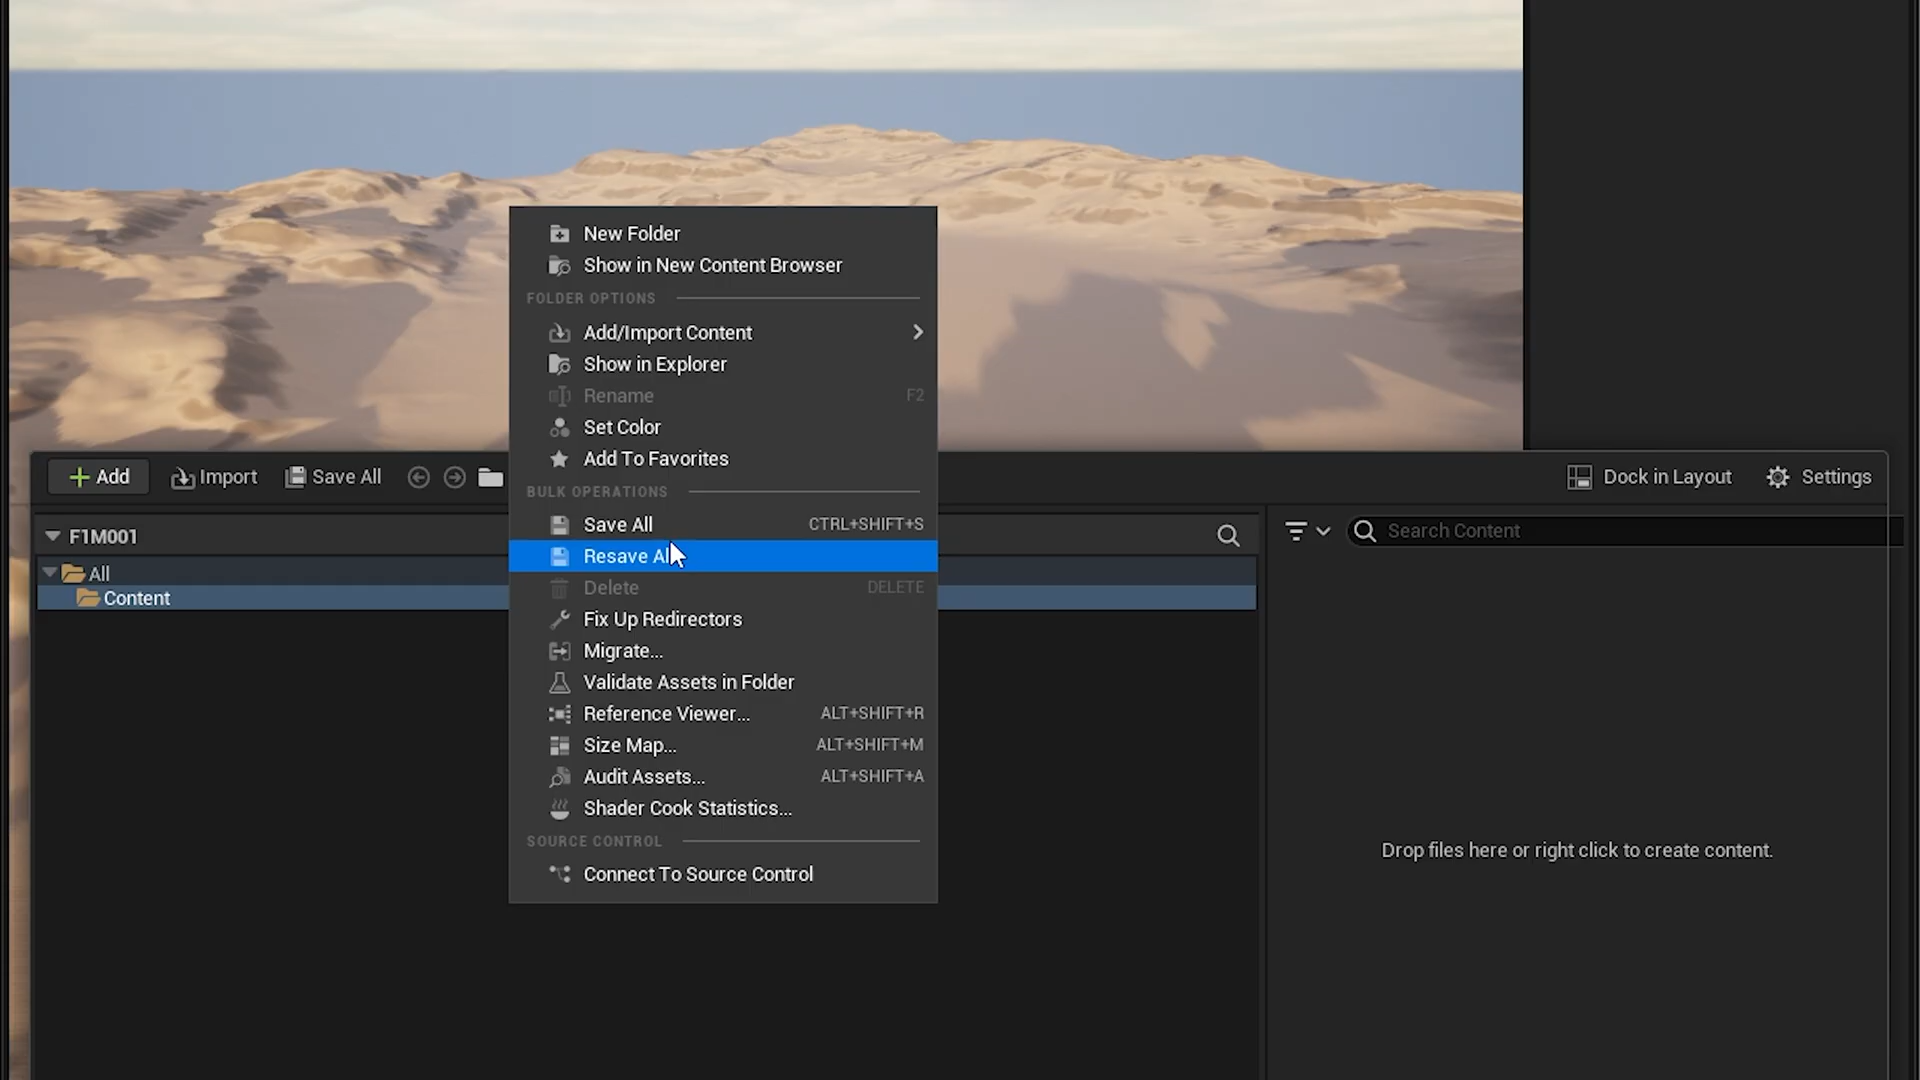 New Folder
Show in New Content Browser
FOLDER OPTIONS
Add/Import Content
Show in Explorer
Rename F2
Set Color
Add To Favorites
BULK OPERATIONS
Save All CTRL+SHIFT+S
Resave All
Delete DELETE
Fix Up Redirectors
Migrate...
Validate Assets in Folder
Reference Viewer... ALT+SHIFT+R
Size Map... ALT+SHIFT+M
Audit Assets... ALT+SHIFT+A
Shader Cook Statistics...
SOURCE CONTROL
Connect To Source Control
Add Import Save All Dock in Layout Settings
F1M001
Search Content
All
Content
Drop files here or right click to create content.